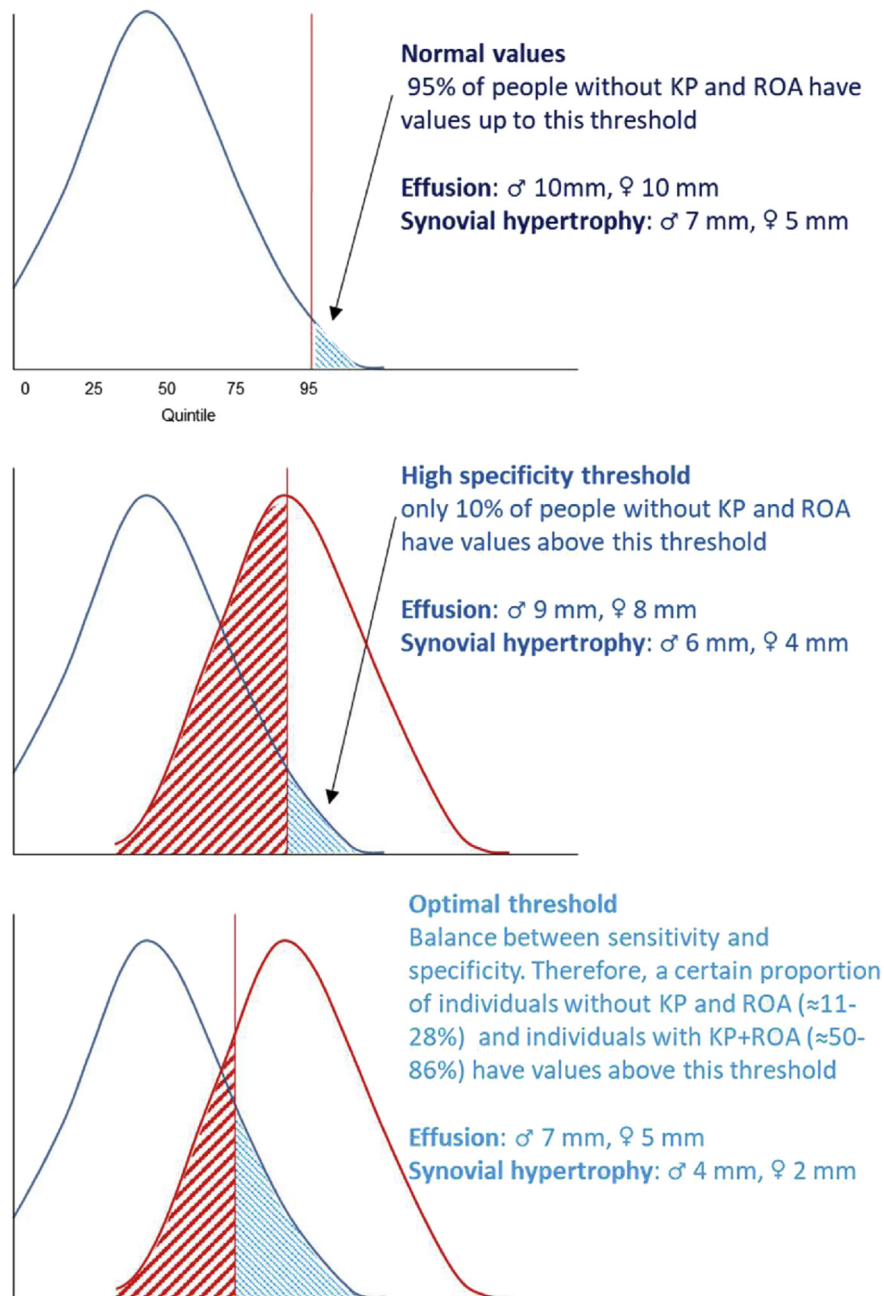 Normal values
95% of people without KP and ROA have
values up to this threshold
Effusion: ♂ 10mm, ♀ 10 mm
Synovial hypertrophy: ♂ 7 mm, ♀ 5 mm
0 25 50 75 95
Quintile
High specificity threshold
only 10% of people without KP and ROA
have values above this threshold
Effusion: ♂ 9 mm, ♀ 8 mm
Synovial hypertrophy: ♂ 6 mm, ♀ 4 mm
Optimal threshold
Balance between sensitivity and
specificity. Therefore, a certain proportion
of individuals without KP and ROA (≈11-
28%) and individuals with KP+ROA (≈50-
86%) have values above this threshold
Effusion: ♂ 7 mm, ♀ 5 mm
Synovial hypertrophy: ♂ 4 mm, ♀ 2 mm